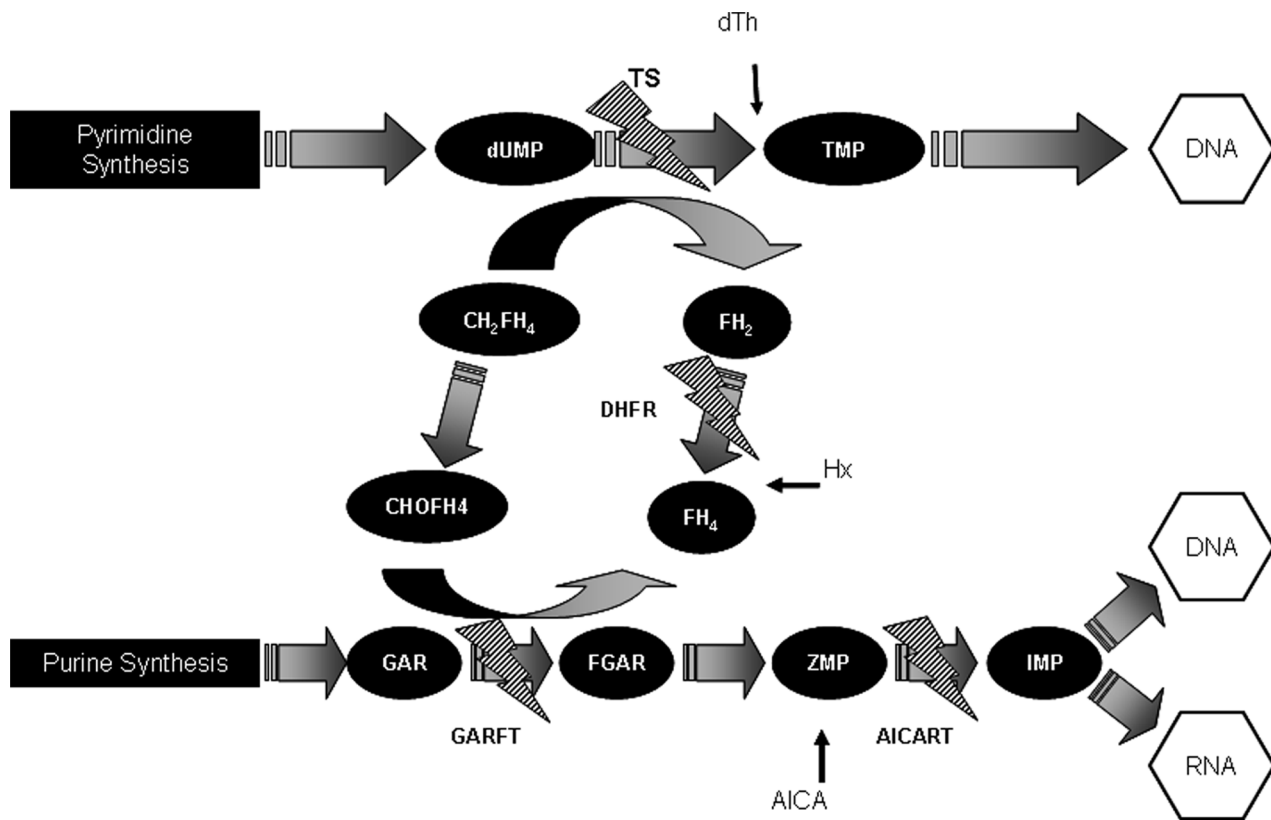 dTh
TS
Pyrimidine
Synthesis
dUMP
TMP
DNA
CH₂FH₄
FH₂
DHFR
Hx
CHOFH4
FH₄
DNA
Purine Synthesis
GAR
FGAR
ZMP
IMP
GARFT
AICART
AICA
RNA